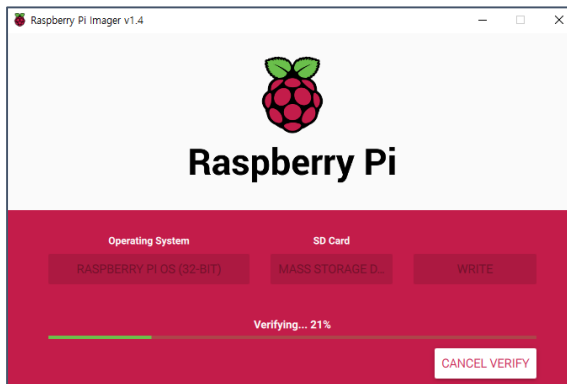 Raspberry Pi Imager v1.4
Raspberry Pi
Operating System
SD Card
RASPBERRY PI OS (32-BIT)
MASS STORAGE D...
WRITE
Verifying... 21%
CANCEL VERIFY